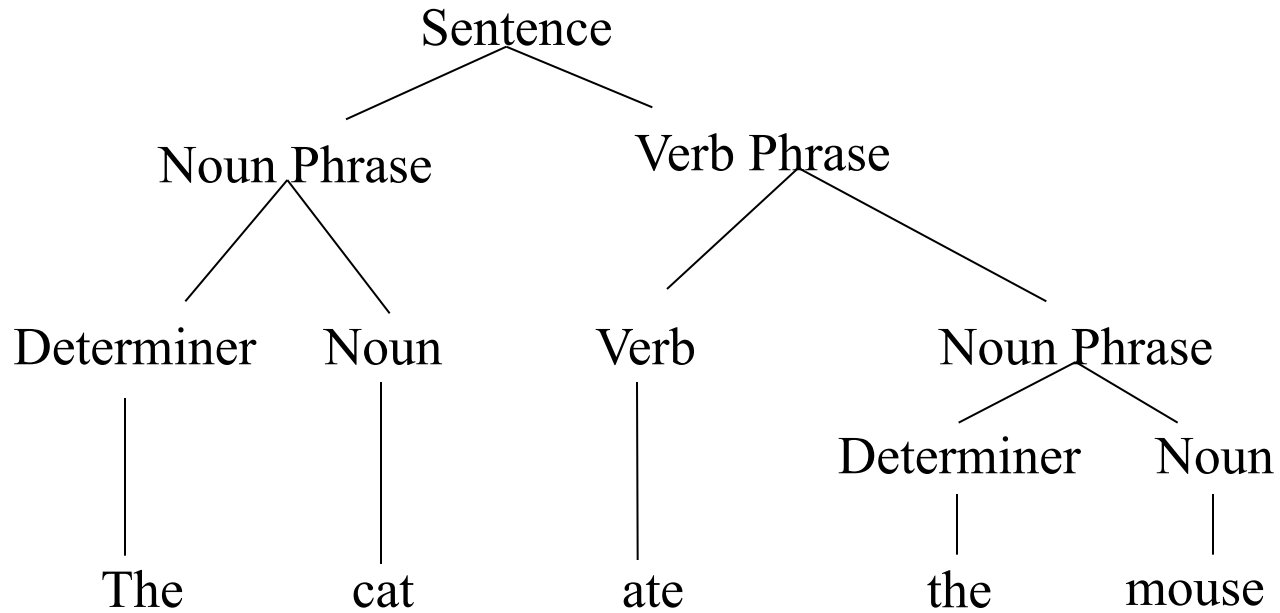 Sentence
Noun Phrase Verb Phrase
Determiner Noun Verb Noun Phrase
Determiner Noun
The cat ate the mouse